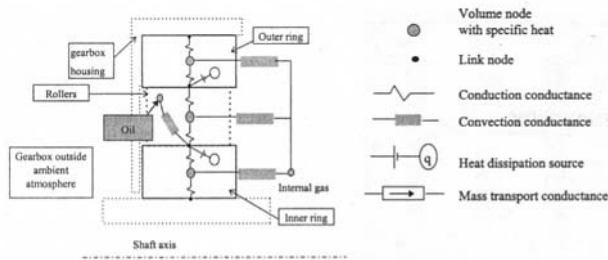 gearbox
housing
Outer ring
Rollers
Oil
Gearbox outside
ambient
atmosphere
Internal gas
Inner ring
Shaft axis
Volume node
with specific heat
Link node
Conduction conductance
Convection conductance
q
Heat dissipation source
Mass transport conductance